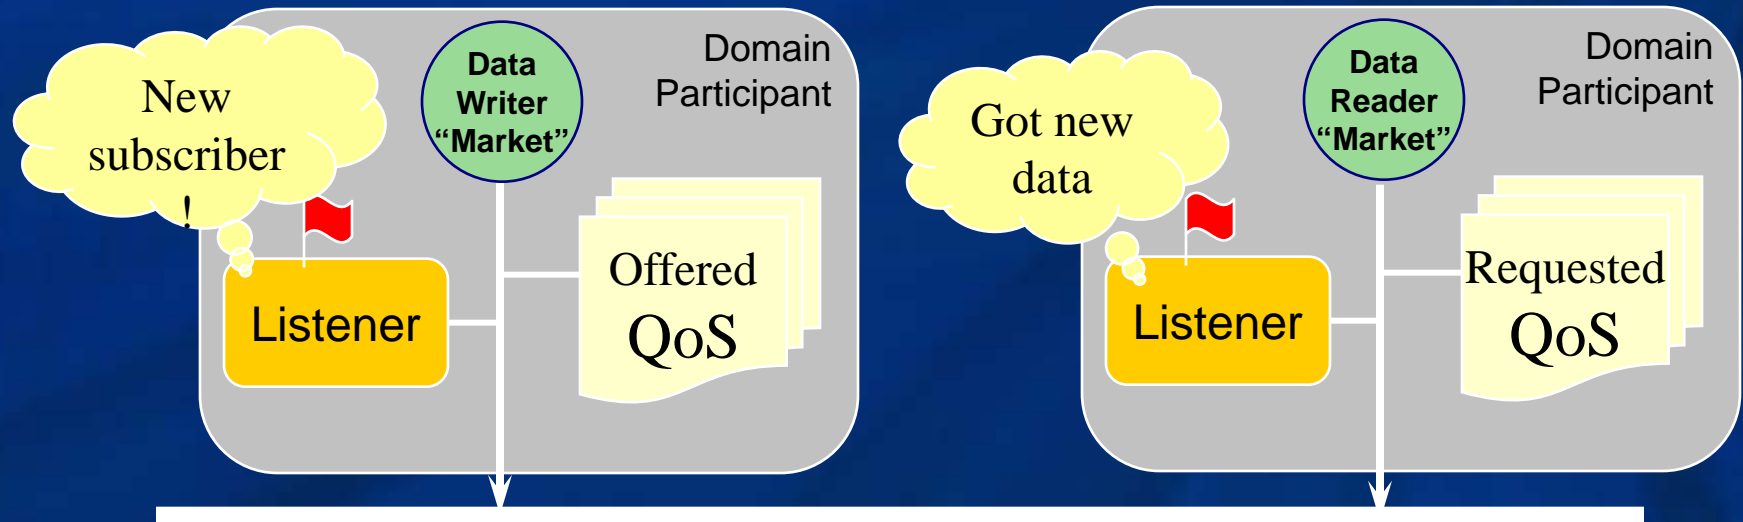 New
subscriber
!
Data
Writer
“Market”
Domain
Participant
Listener
Offered
QoS
Got new
data
Data
Reader
“Market”
Domain
Participant
Listener
Requested
QoS